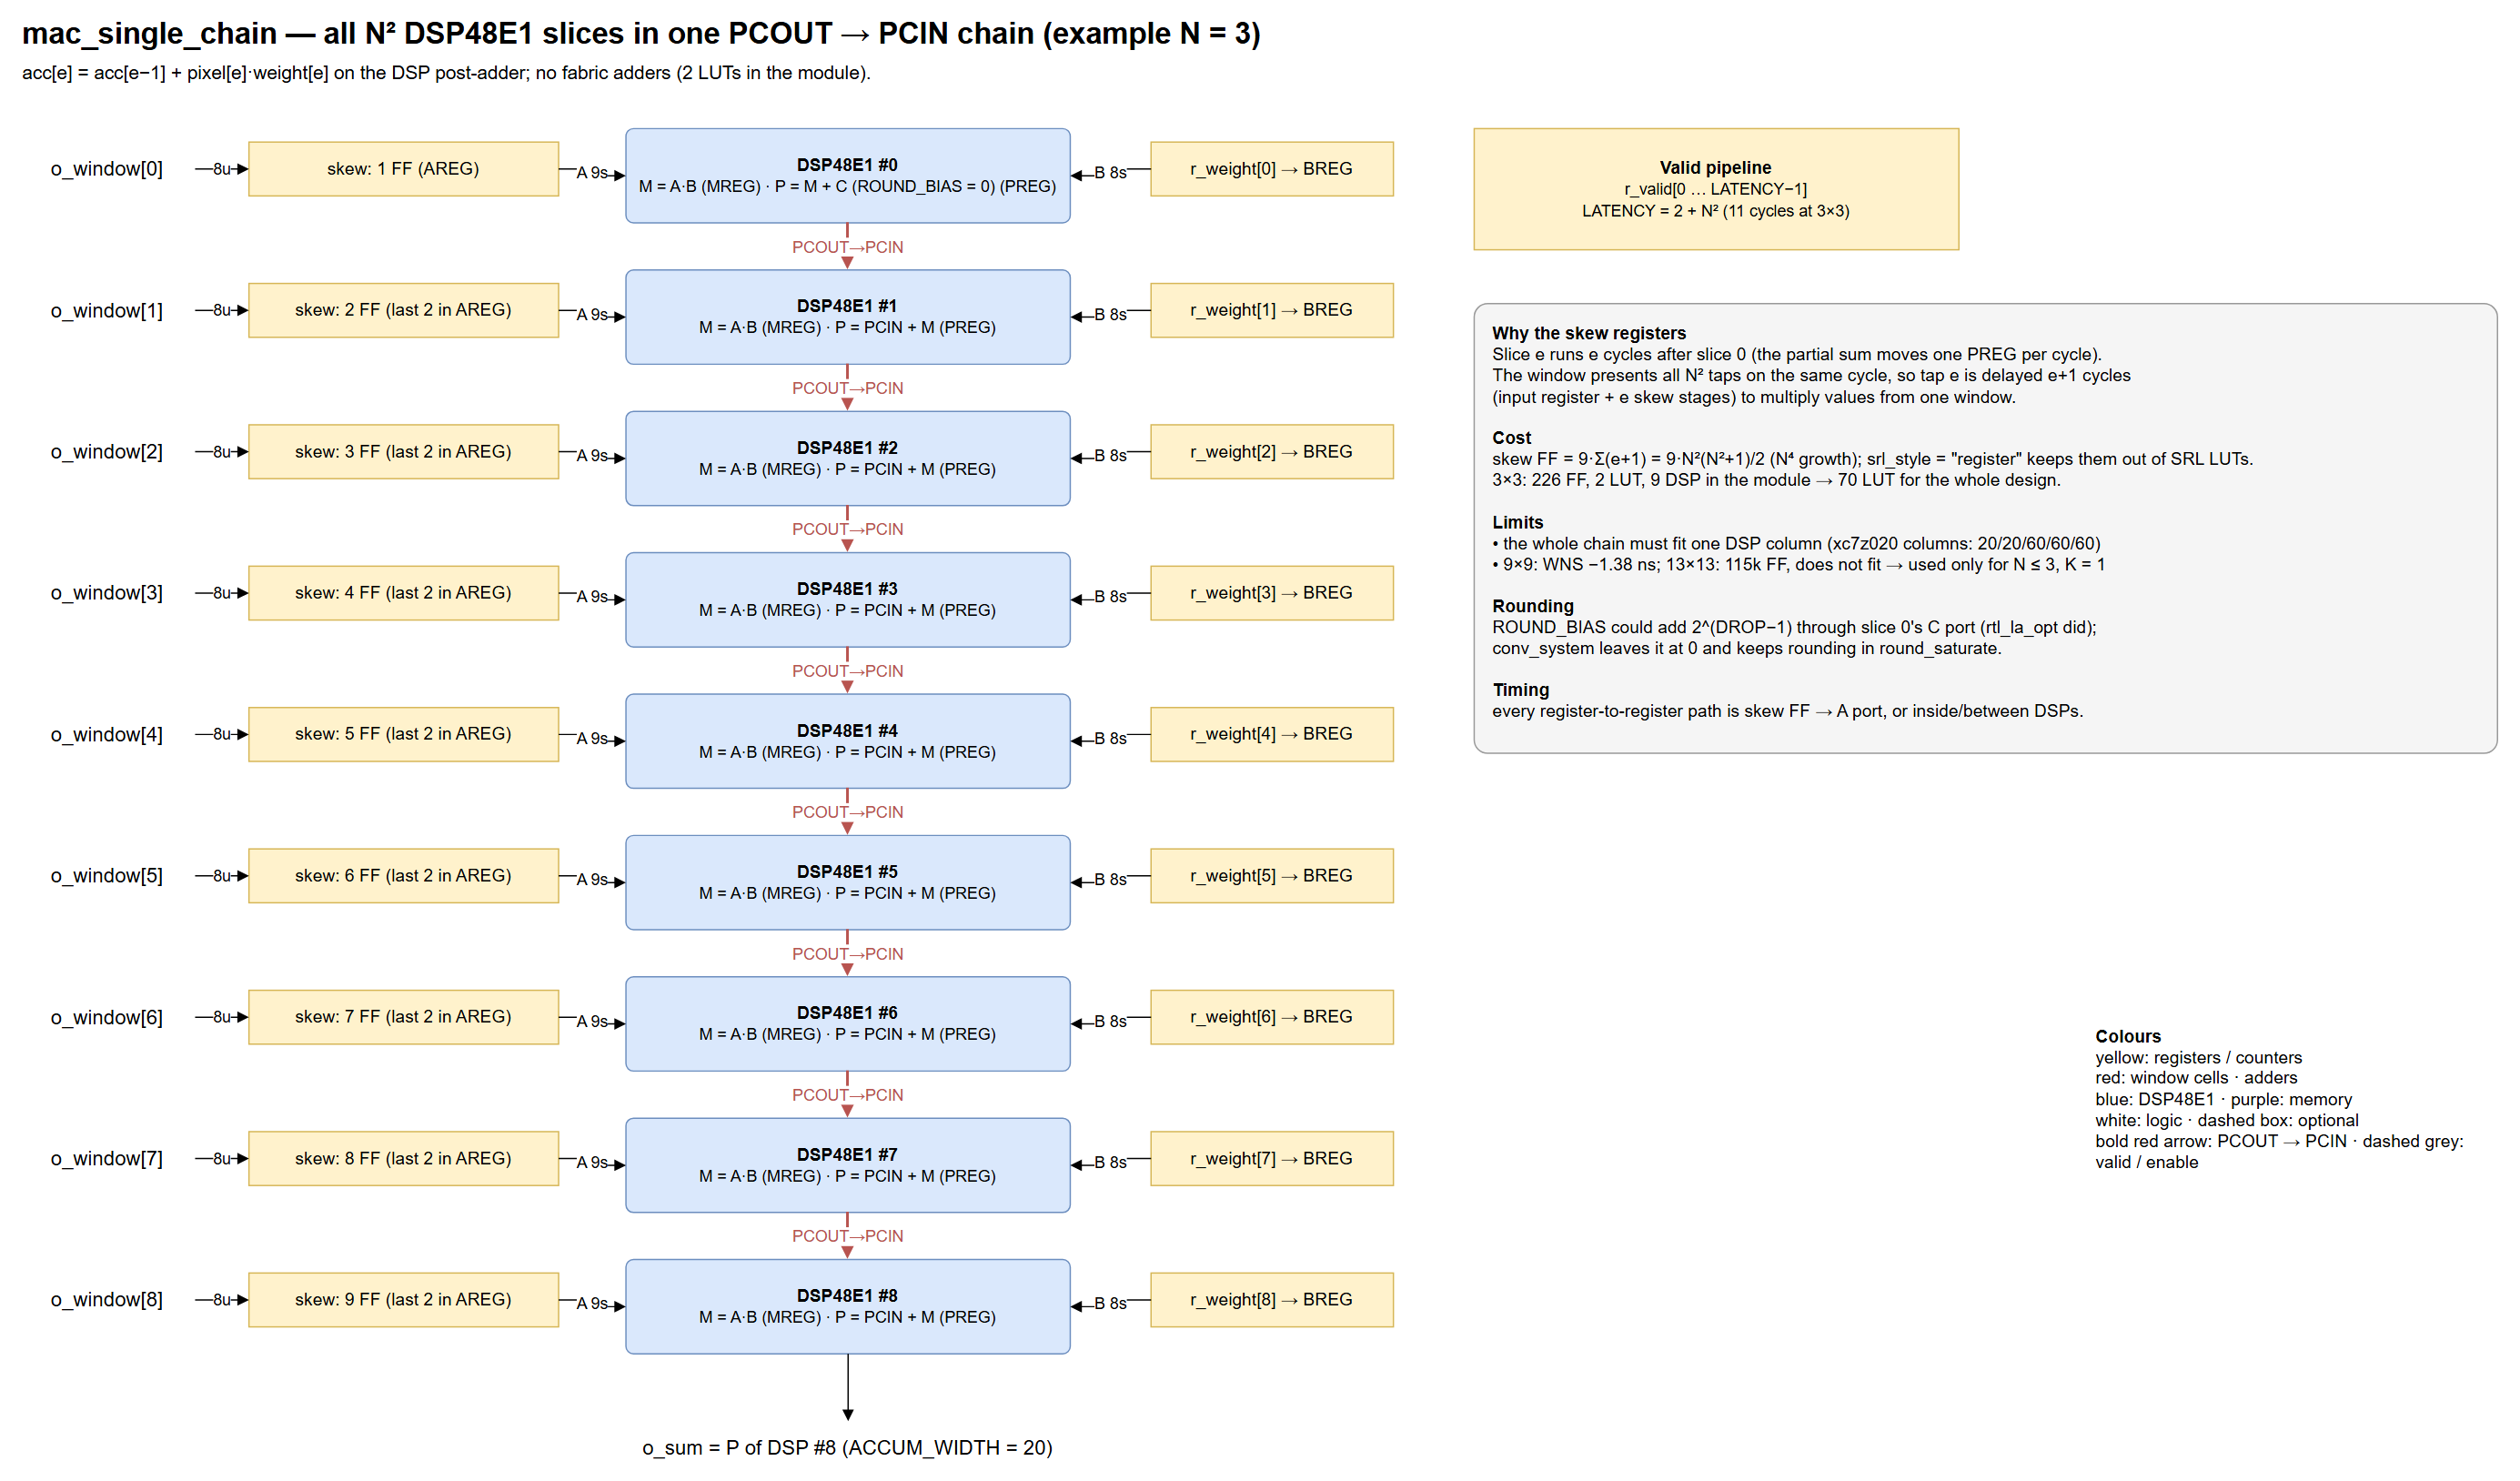 mac_single_chain — all N² DSP48E1 slices in one PCOUT → PCIN chain (example N = 3)
acc[e] = acc[e−1] + pixel[e]·weight[e] on the DSP post-adder; no fabric adders (2 LUTs in the module).
o_window[0]
8u
skew: 1 FF (AREG)
A 9s
DSP48E1 #0
M = A·B (MREG) · P = M + C (ROUND_BIAS = 0) (PREG)
B 8s
r_weight[0] → BREG
PCOUT→PCIN
o_window[1]
8u
skew: 2 FF (last 2 in AREG)
A 9s
DSP48E1 #1
M = A·B (MREG) · P = PCIN + M (PREG)
B 8s
r_weight[1] → BREG
PCOUT→PCIN
o_window[2]
8u
skew: 3 FF (last 2 in AREG)
A 9s
DSP48E1 #2
M = A·B (MREG) · P = PCIN + M (PREG)
B 8s
r_weight[2] → BREG
PCOUT→PCIN
o_window[3]
8u
skew: 4 FF (last 2 in AREG)
A 9s
DSP48E1 #3
M = A·B (MREG) · P = PCIN + M (PREG)
B 8s
r_weight[3] → BREG
PCOUT→PCIN
o_window[4]
8u
skew: 5 FF (last 2 in AREG)
A 9s
DSP48E1 #4
M = A·B (MREG) · P = PCIN + M (PREG)
B 8s
r_weight[4] → BREG
PCOUT→PCIN
o_window[5]
8u
skew: 6 FF (last 2 in AREG)
A 9s
DSP48E1 #5
M = A·B (MREG) · P = PCIN + M (PREG)
B 8s
r_weight[5] → BREG
PCOUT→PCIN
o_window[6]
8u
skew: 7 FF (last 2 in AREG)
A 9s
DSP48E1 #6
M = A·B (MREG) · P = PCIN + M (PREG)
B 8s
r_weight[6] → BREG
PCOUT→PCIN
o_window[7]
8u
skew: 8 FF (last 2 in AREG)
A 9s
DSP48E1 #7
M = A·B (MREG) · P = PCIN + M (PREG)
B 8s
r_weight[7] → BREG
PCOUT→PCIN
o_window[8]
8u
skew: 9 FF (last 2 in AREG)
A 9s
DSP48E1 #8
M = A·B (MREG) · P = PCIN + M (PREG)
B 8s
r_weight[8] → BREG
o_sum = P of DSP #8 (ACCUM_WIDTH = 20)
Valid pipeline
r_valid[0 … LATENCY−1]
LATENCY = 2 + N² (11 cycles at 3×3)
Why the skew registers
Slice e runs e cycles after slice 0 (the partial sum moves one PREG per cycle).
The window presents all N² taps on the same cycle, so tap e is delayed e+1 cycles
(input register + e skew stages) to multiply values from one window.
Cost
skew FF = 9·Σ(e+1) = 9·N²(N²+1)/2 (N⁴ growth); srl_style = "register" keeps them out of SRL LUTs.
3×3: 226 FF, 2 LUT, 9 DSP in the module → 70 LUT for the whole design.
Limits
• the whole chain must fit one DSP column (xc7z020 columns: 20/20/60/60/60)
• 9×9: WNS −1.38 ns; 13×13: 115k FF, does not fit → used only for N ≤ 3, K = 1
Rounding
ROUND_BIAS could add 2^(DROP−1) through slice 0's C port (rtl_la_opt did);
conv_system leaves it at 0 and keeps rounding in round_saturate.
Timing
every register-to-register path is skew FF → A port, or inside/between DSPs.
Colours
yellow: registers / counters
red: window cells · adders
blue: DSP48E1 · purple: memory
white: logic · dashed box: optional
bold red arrow: PCOUT → PCIN · dashed grey:
valid / enable